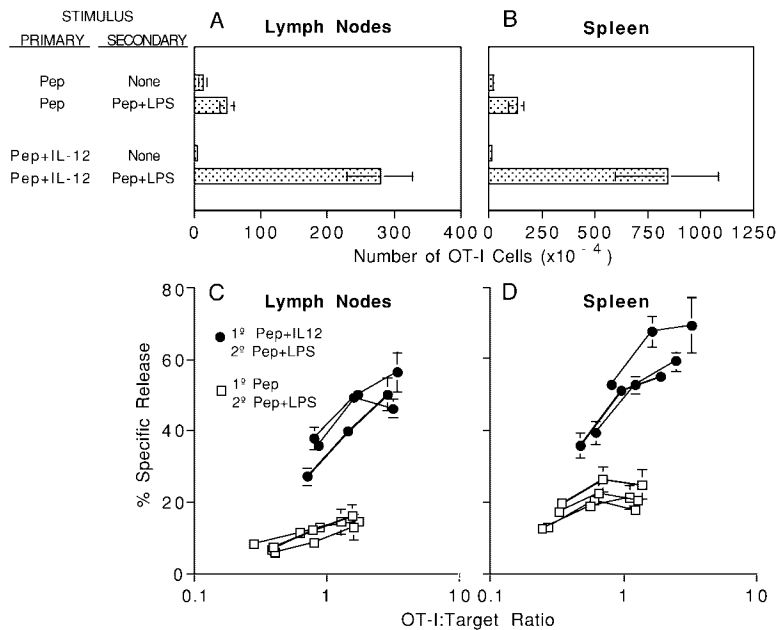 STIMULUS
PRIMARY SECONDARY
A Lymph Nodes
B Spleen
Pep None
Pep Pep+LPS
Pep+IL-12 None
Pep+IL-12 Pep+LPS
0 100 200 300 400
0 250 500 750 1000 1250
Number of OT-I Cells (x10⁻⁴)
C Lymph Nodes
D Spleen
1º Pep+IL12
2º Pep+LPS
1º Pep
2º Pep+LPS
% Specific Release
80
60
40
20
0
0.1 1 10
0.1 1 10
OT-I:Target Ratio